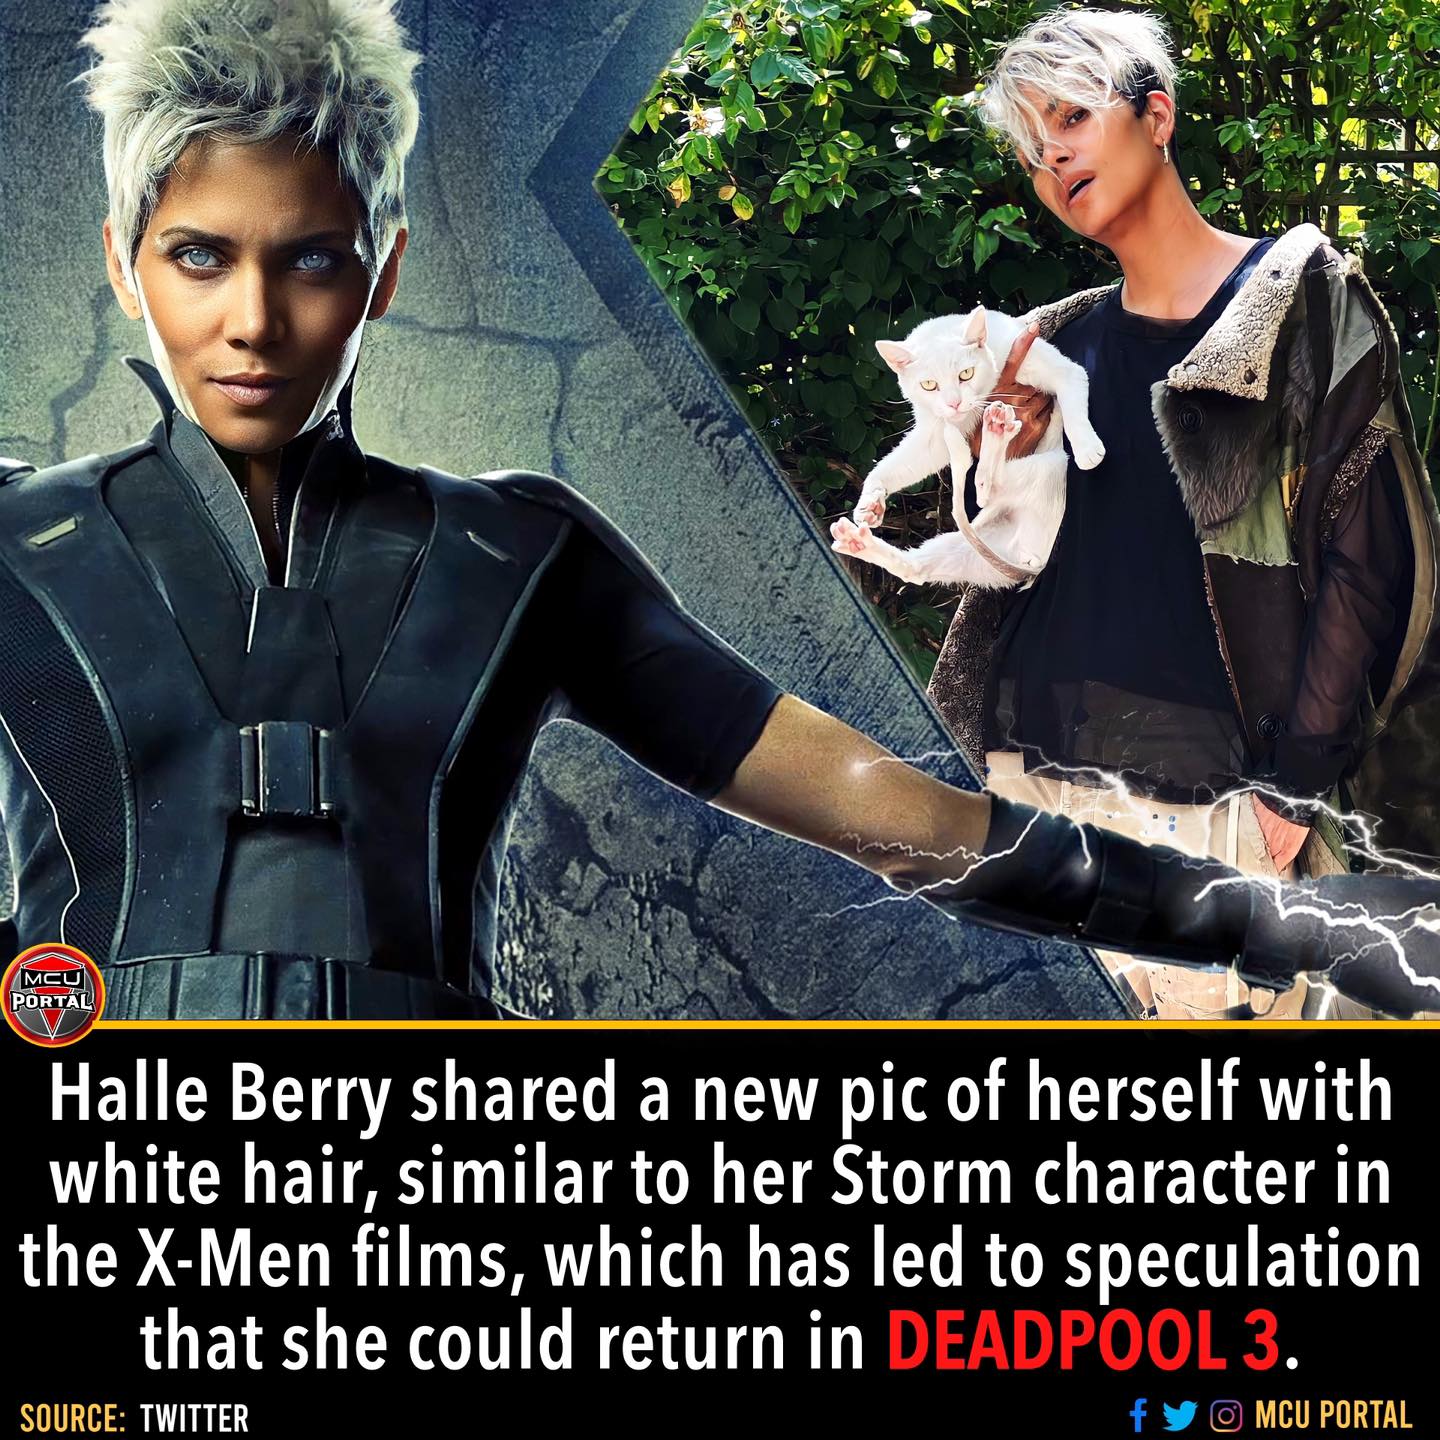 MCU
PORTAL
Halle Berry shared a new pic of herself with
white hair, similar to her Storm character in
the X-Men films, which has led to speculation
that she could return in DEADPOOL 3.
SOURCE: TWITTER
MCU PORTAL